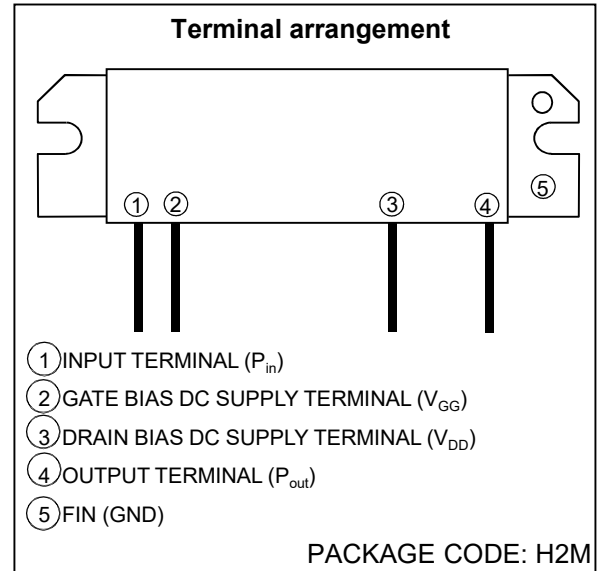 Terminal arrangement
① ② ③ ④ ⑤
① INPUT TERMINAL (Pin)
② GATE BIAS DC SUPPLY TERMINAL (VGG)
③ DRAIN BIAS DC SUPPLY TERMINAL (VDD)
④ OUTPUT TERMINAL (Pout)
⑤ FIN (GND)
PACKAGE CODE: H2M